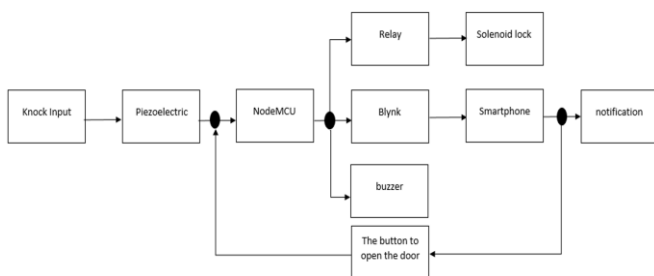 Relay
Solenoid lock
Knock Input
Piezoelectric
NodeMCU
Blynk
Smartphone
notification
buzzer
The button to
open the door